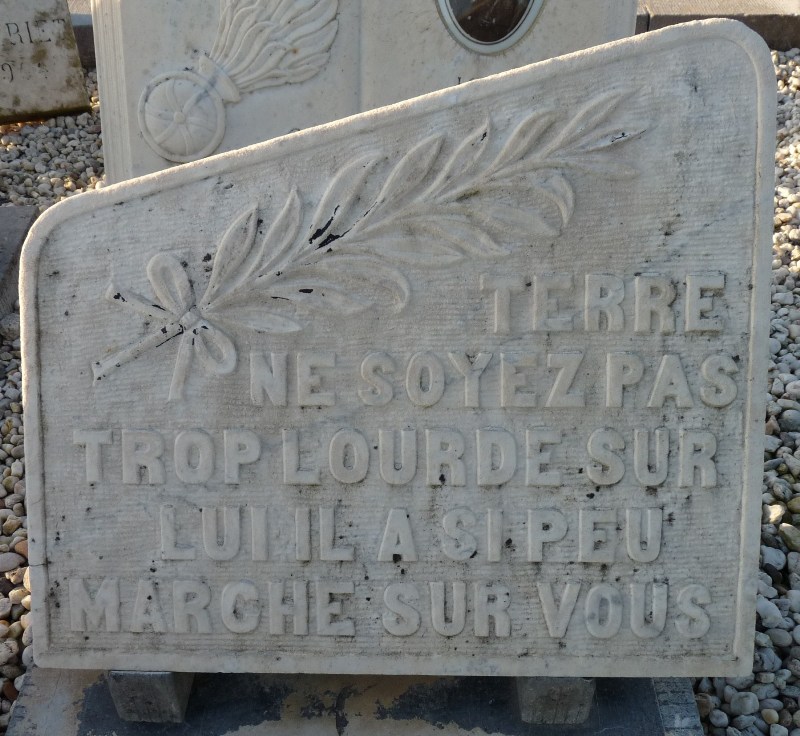 TERRE
NE SOYEZ PAS
TROP LOURDE SUR
LUI IL A SI PEU
MARCHE SUR VOUS